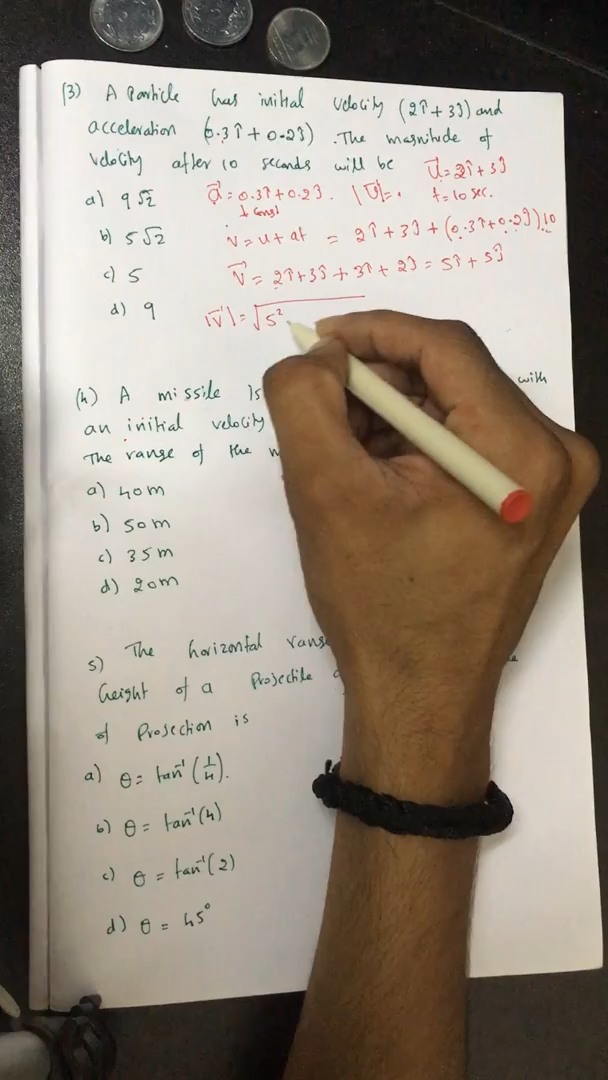 (3) A Particle has initial velocity (2î + 3ĵ) and
acceleration (0.3î + 0.2ĵ). The magnitude of
velocity after 10 seconds will be u⃗ = 2î + 3ĵ
a) 9√2 a⃗ = 0.3î + 0.2ĵ. |v⃗| = . t = 10 sec.
↓ const
b) 5√2 v = u + at = 2î + 3ĵ + (0.3î + 0.2ĵ) 10
c) 5 v⃗ = 2î + 3ĵ + 3î + 2ĵ = 5î + 5ĵ
d) 9 |v⃗| = √5²
(4) A missile is with
an initial velocity
The range of the
a) 40m
b) 50m
c) 35m
d) 20m
5) The horizontal range
height of a Projectile
of Projection is
a) θ = tan⁻¹(1/4).
b) θ = tan⁻¹(4)
c) θ = tan⁻¹(2)
d) θ = 45°